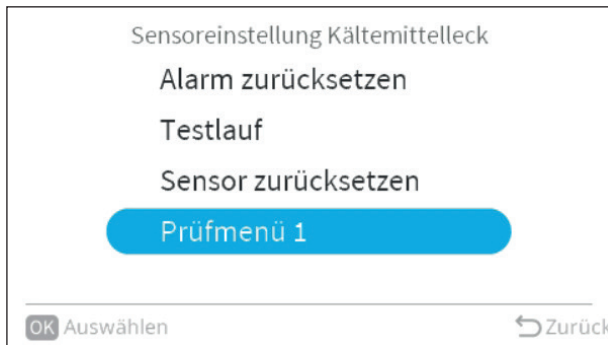 Sensoreinstellung Kältemittelleck
Alarm zurücksetzen
Testlauf
Sensor zurücksetzen
Prüfmenü 1
OK Auswählen
Zurück